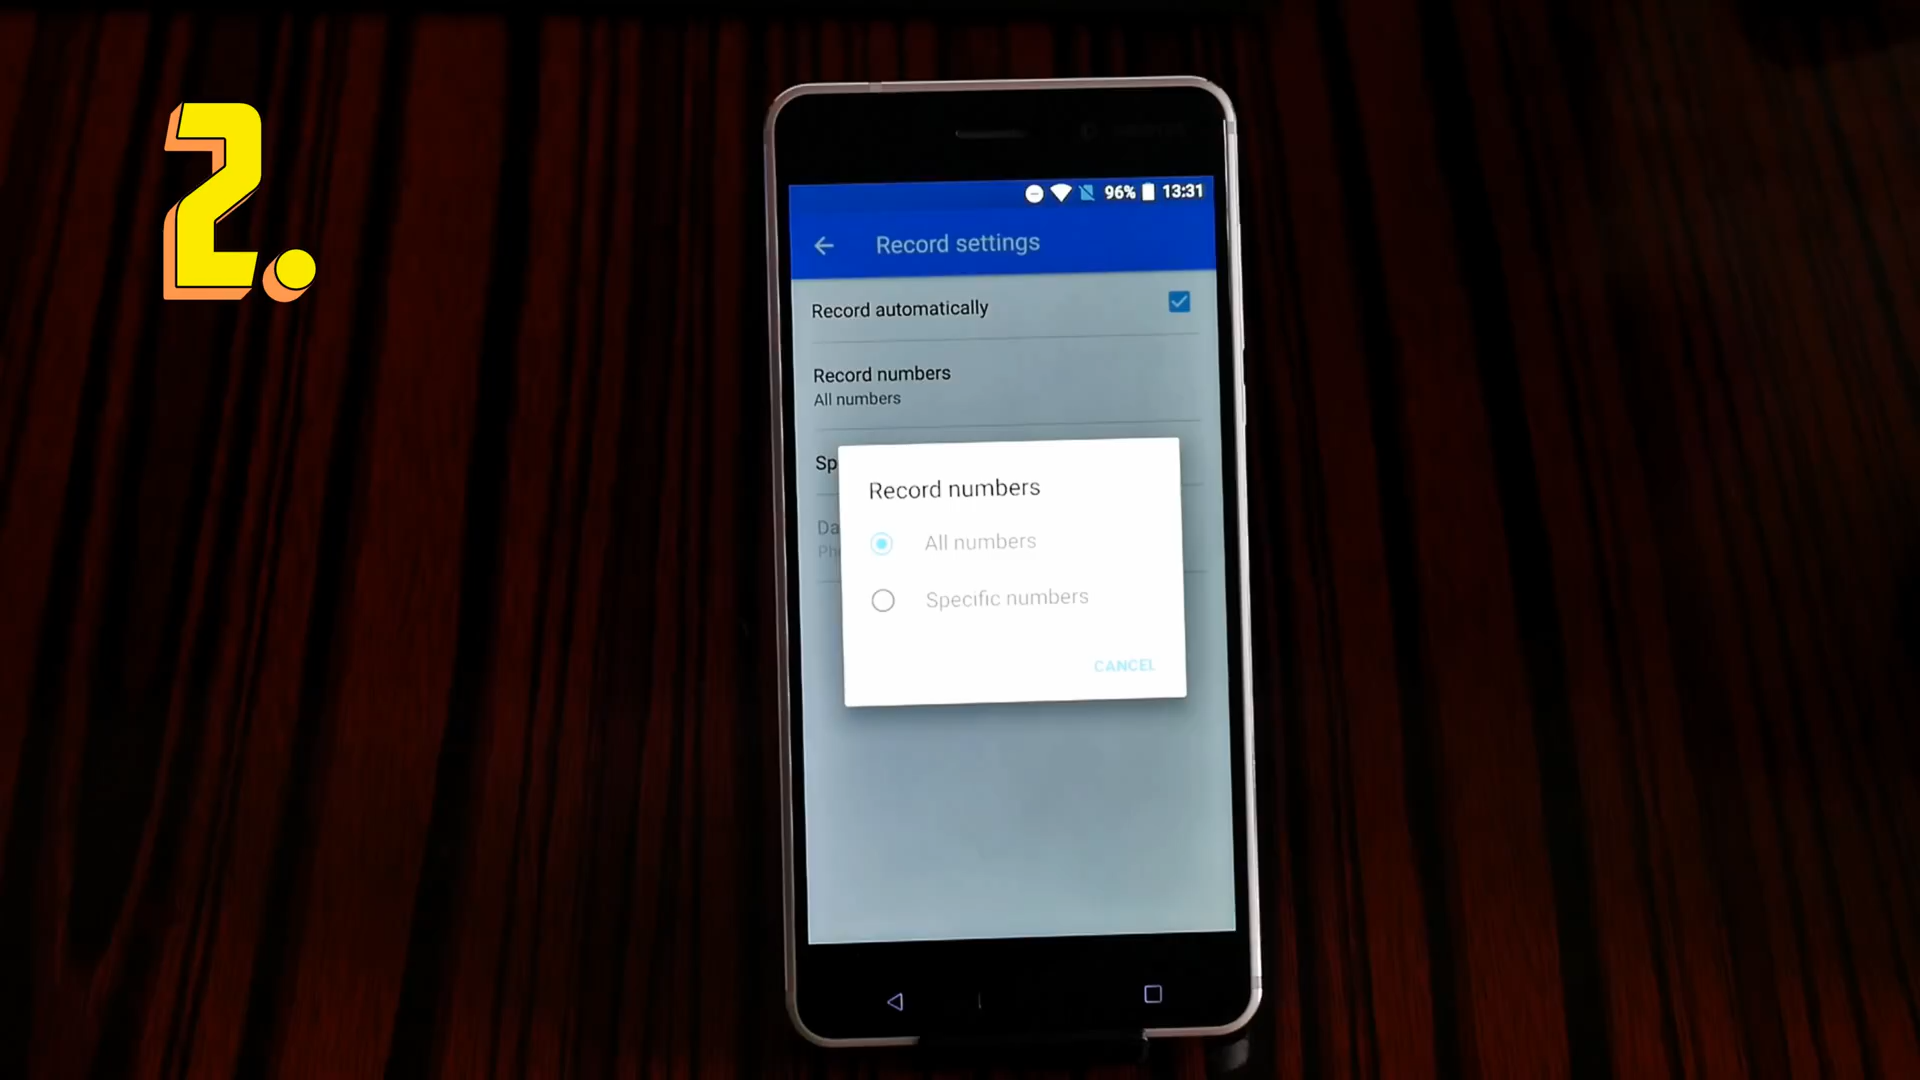 2.
96% 13:31
Record settings
Record automatically
Record numbers
All numbers
Sp
Record numbers
Da
All numbers
Ph
Specific numbers
CANCEL